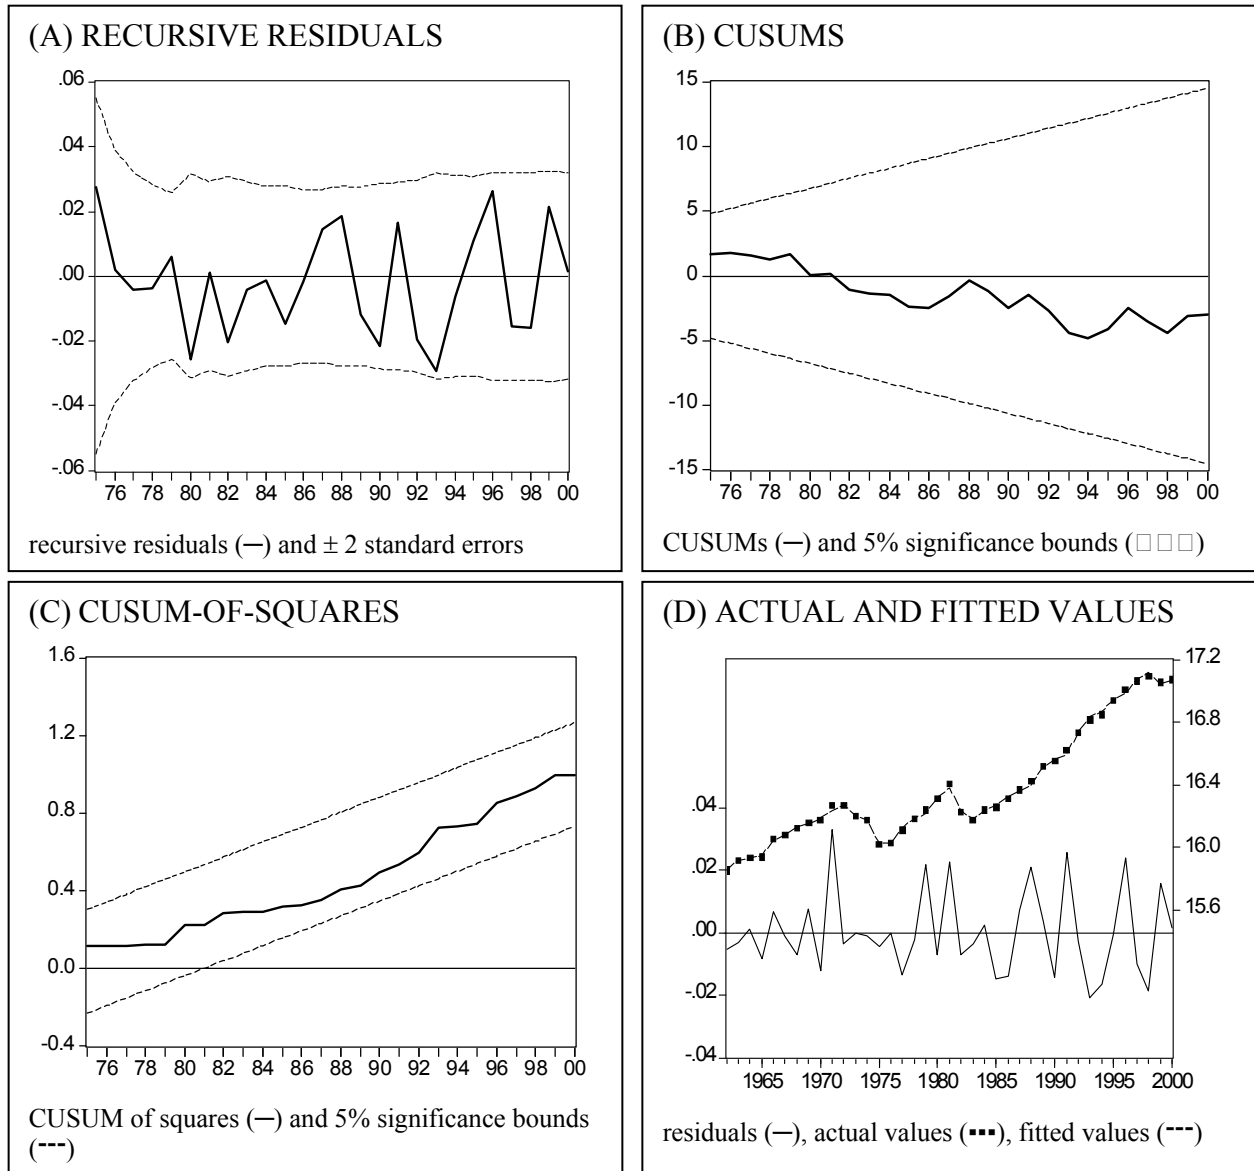 (A) RECURSIVE RESIDUALS
.06
.04
.02
.00
-.02
-.04
-.06
76 78 80 82 84 86 88 90 92 94 96 98 00
recursive residuals (—) and ± 2 standard errors
(B) CUSUMS
15
10
5
0
-5
-10
-15
76 78 80 82 84 86 88 90 92 94 96 98 00
CUSUMs (—) and 5% significance bounds (□□□)
(C) CUSUM-OF-SQUARES
1.6
1.2
0.8
0.4
0.0
-0.4
76 78 80 82 84 86 88 90 92 94 96 98 00
CUSUM of squares (—) and 5% significance bounds
(---)
(D) ACTUAL AND FITTED VALUES
17.2
16.8
16.4
16.0
15.6
.04
.02
.00
-.02
-.04
1965 1970 1975 1980 1985 1990 1995 2000
residuals (—), actual values (▪▪▪), fitted values (---)